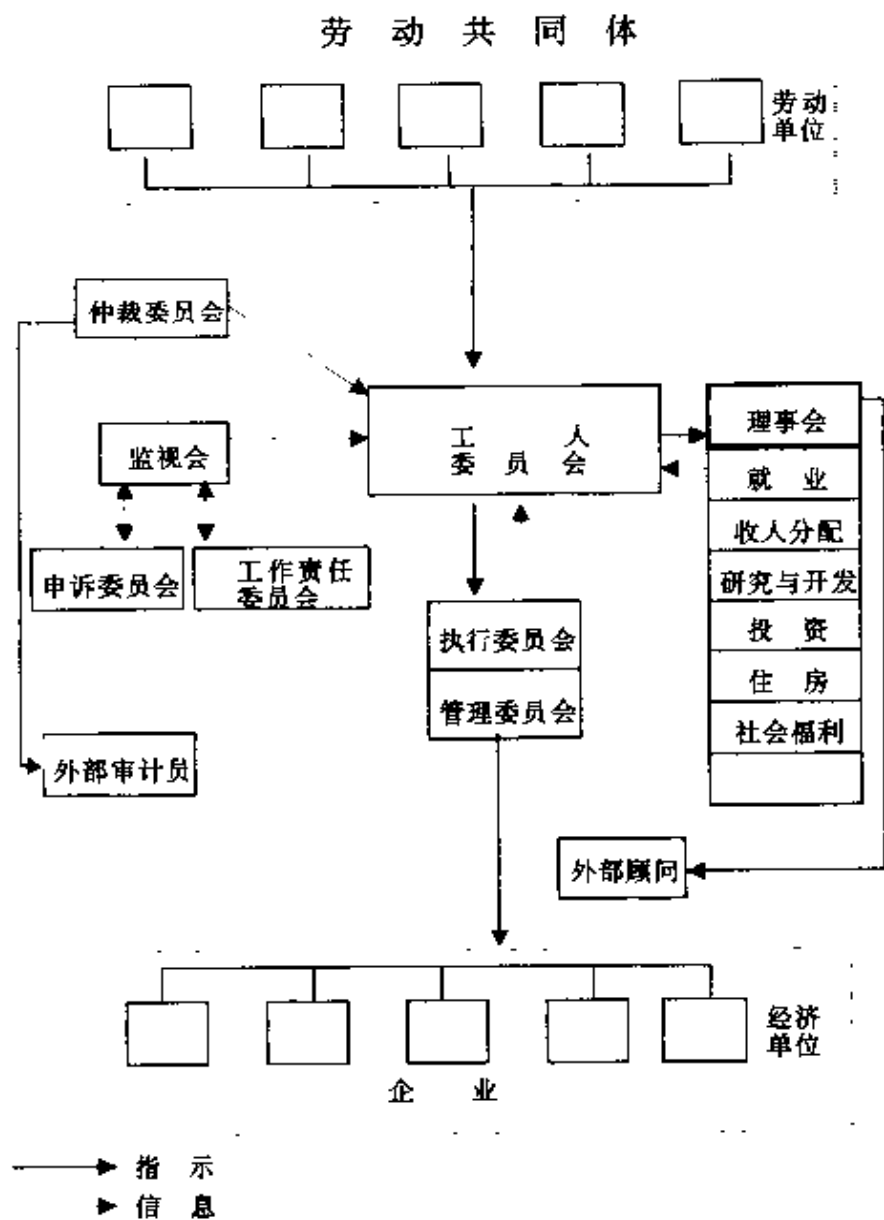 劳动共同体
劳动
单位
仲裁委员会
工人
委员会
理事会
监视会
就业
收人分配
申诉委员会
工作责任
委员会
研究与开发
执行委员会
投资
住房
管理委员会
社会福利
外部审计员
外部顾问
经济
单位
企业
指示
信息